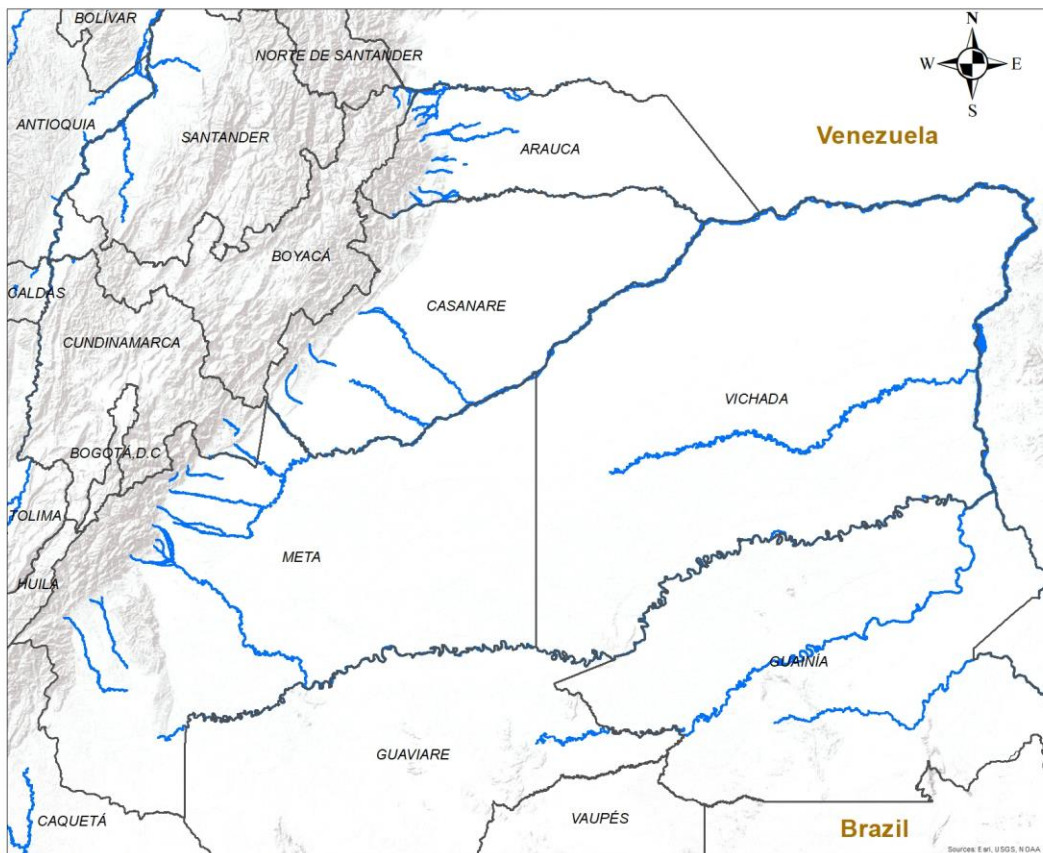 BOLÍVAR
N
NORTE DE SANTANDER
W
E
S
ANTIOQUIA
SANTANDER
Venezuela
ARAUCA
BOYACÁ
CALDAS
CASANARE
CUNDINAMARCA
VICHADA
BOGOTÁ,D.C
TOLIMA
META
HUILA
GUAINÍA
GUAVIARE
CAQUETÁ
VAUPÉS
Brazil
Sources: Esri, USGS, NOAA